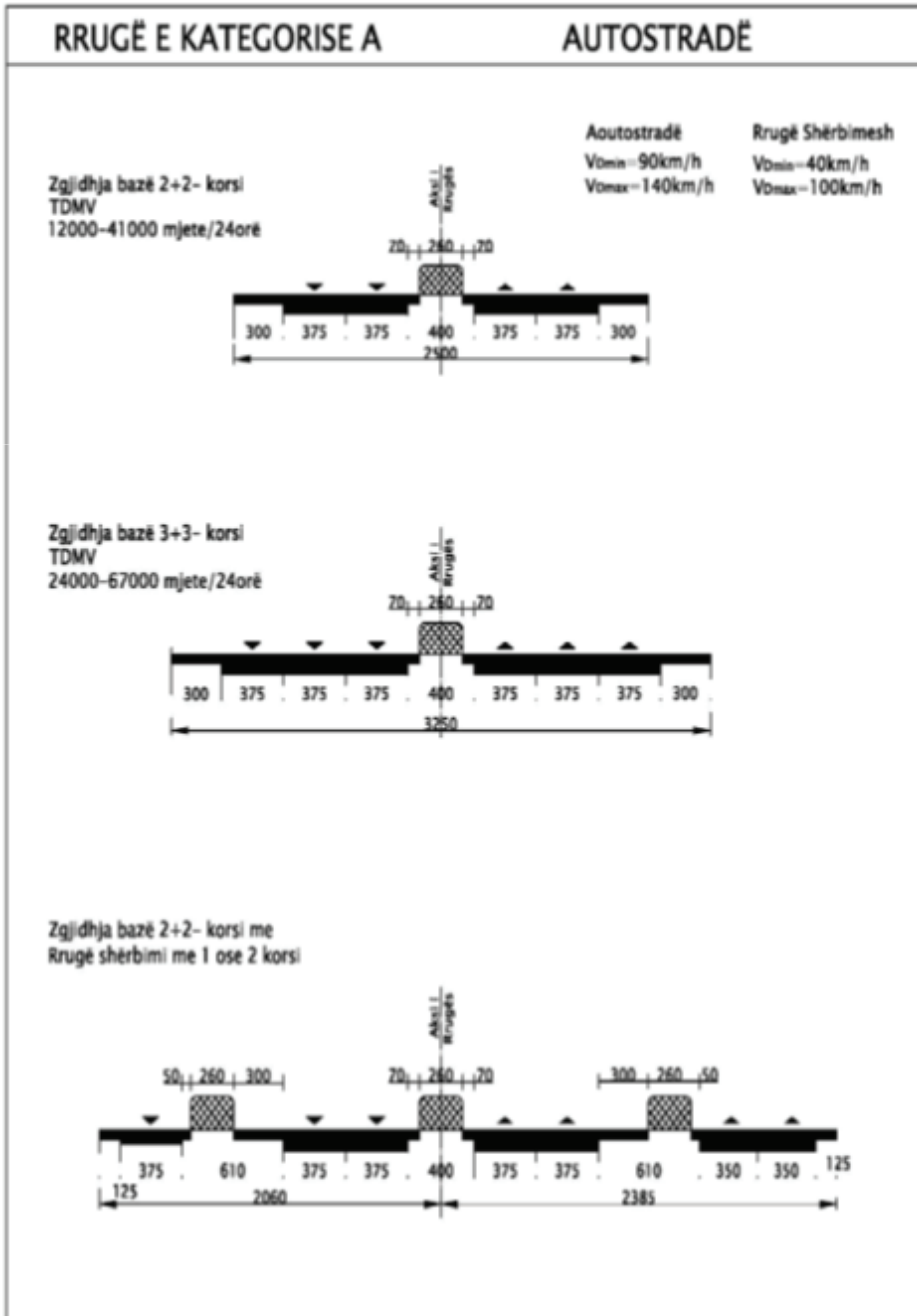 RRUGË E KATEGORISE A AUTOSTRADË
Aoutostradë Rrugë Shërbimesh
VDmin=90km/h VDmin=40km/h
VDmax=140km/h VDmax=100km/h
Zgjidhja bazë 2+2- korsi
TDMV
12000-41000 mjete/24orë
Aksi i
Rrugës
70 260 70
300 375 375 400 375 375 300
2500
Zgjidhja bazë 3+3- korsi
TDMV
24000-67000 mjete/24orë
Aksi i
Rrugës
70 260 70
300 375 375 375 400 375 375 375 300
3250
Zgjidhja bazë 2+2- korsi me
Rrugë shërbimi me 1 ose 2 korsi
Aksi i
Rrugës
50 260 300 70 260 70 300 260 50
375 610 375 375 400 375 375 610 350 350 125
125 2060 2385